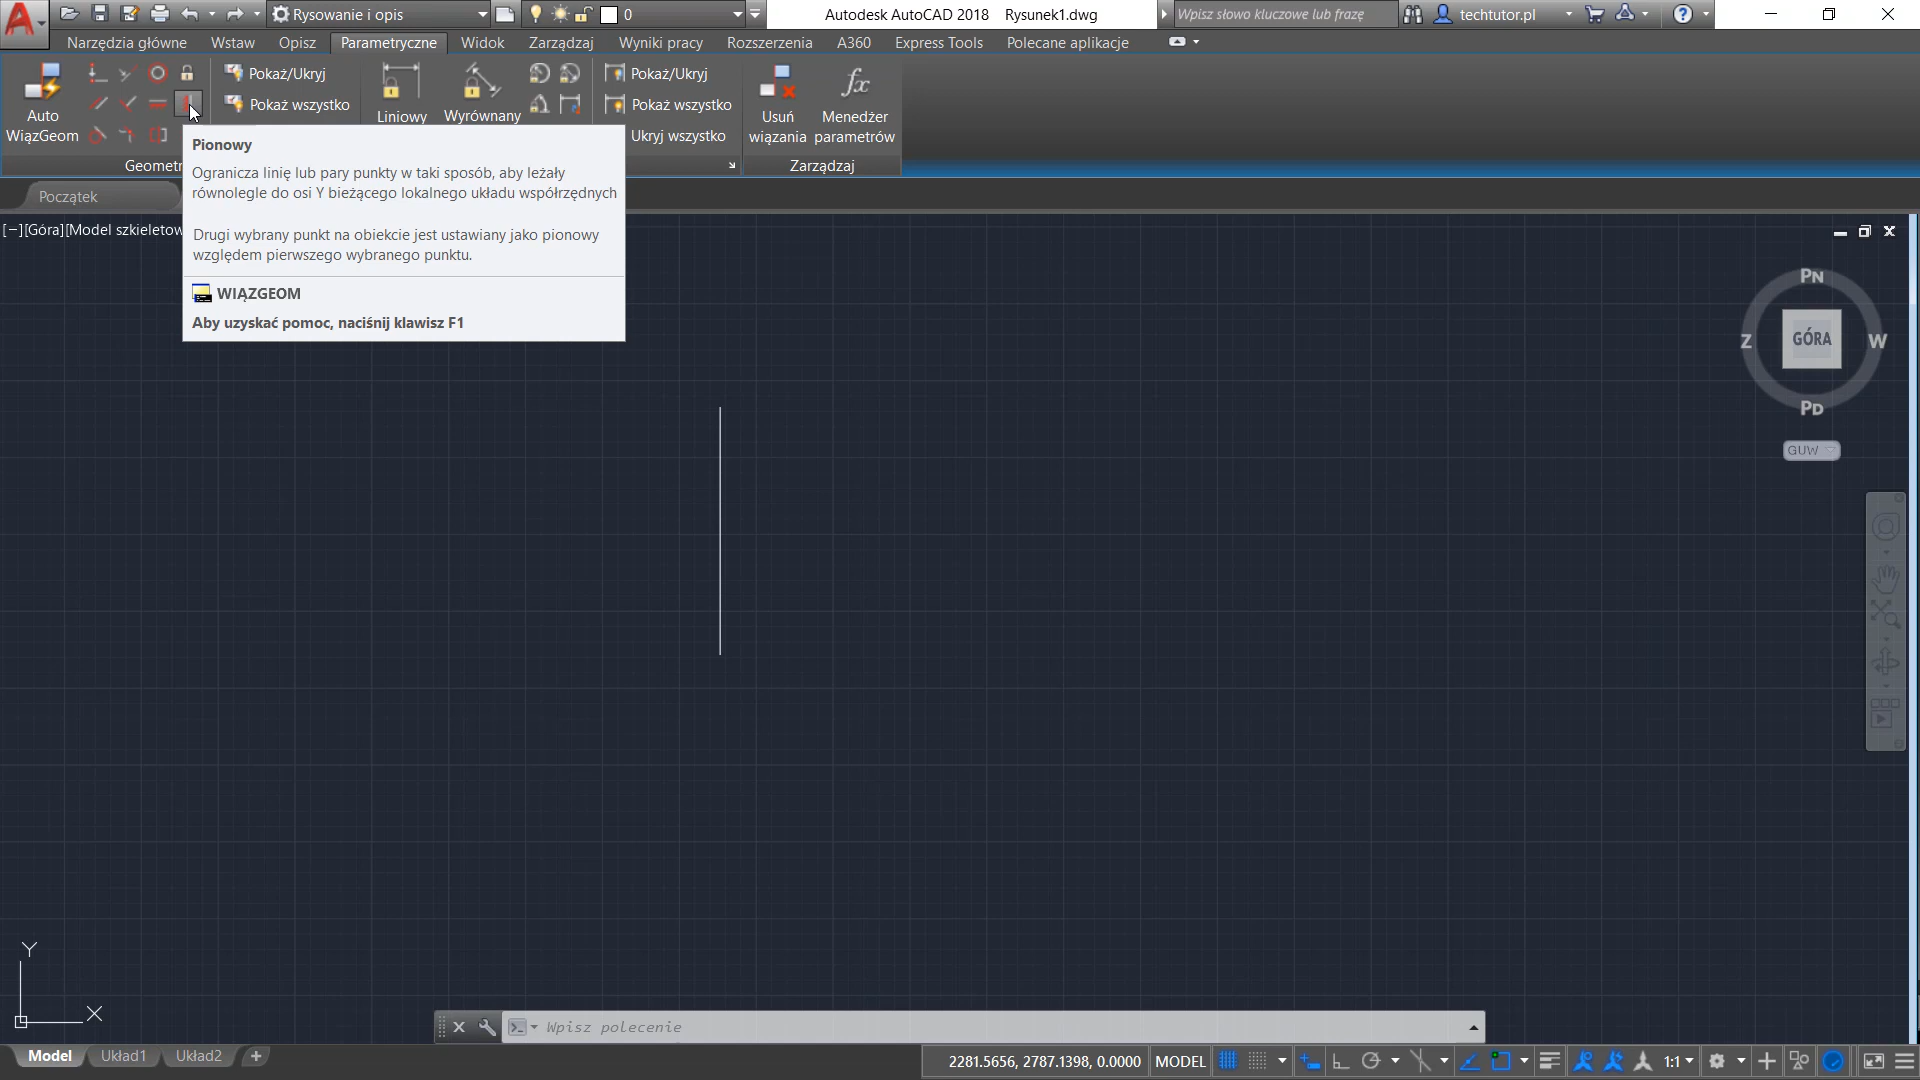 Rysowanie i opis
0
Autodesk AutoCAD 2018 Rysunek1.dwg
Wpisz słowo kluczowe lub frazę
techtutor.pl
Narzędzia główne Wstaw Opisz Parametryczne Widok Zarządzaj Wyniki pracy Rozszerzenia A360 Express Tools Polecane aplikacje
Auto
WiązGeom
Pokaż/Ukryj
Pokaż wszystko
Geometr
Liniowy
Wyrównany
Pokaż/Ukryj
Pokaż wszystko
Ukryj wszystko
Usuń
wiązania
fx
Menedżer
parametrów
Zarządzaj
Początek
Pionowy
Ogranicza linię lub pary punkty w taki sposób, aby leżały
równolegle do osi Y bieżącego lokalnego układu współrzędnych
Drugi wybrany punkt na obiekcie jest ustawiany jako pionowy
względem pierwszego wybranego punktu.
WIĄZGEOM
Aby uzyskać pomoc, naciśnij klawisz F1
[−][Góra][Model szkieletow
PN
Z
GÓRA
W
PD
GUW
Y
X
Wpisz polecenie
Model Układ1 Układ2 +
2281.5656, 2787.1398, 0.0000 MODEL
1:1